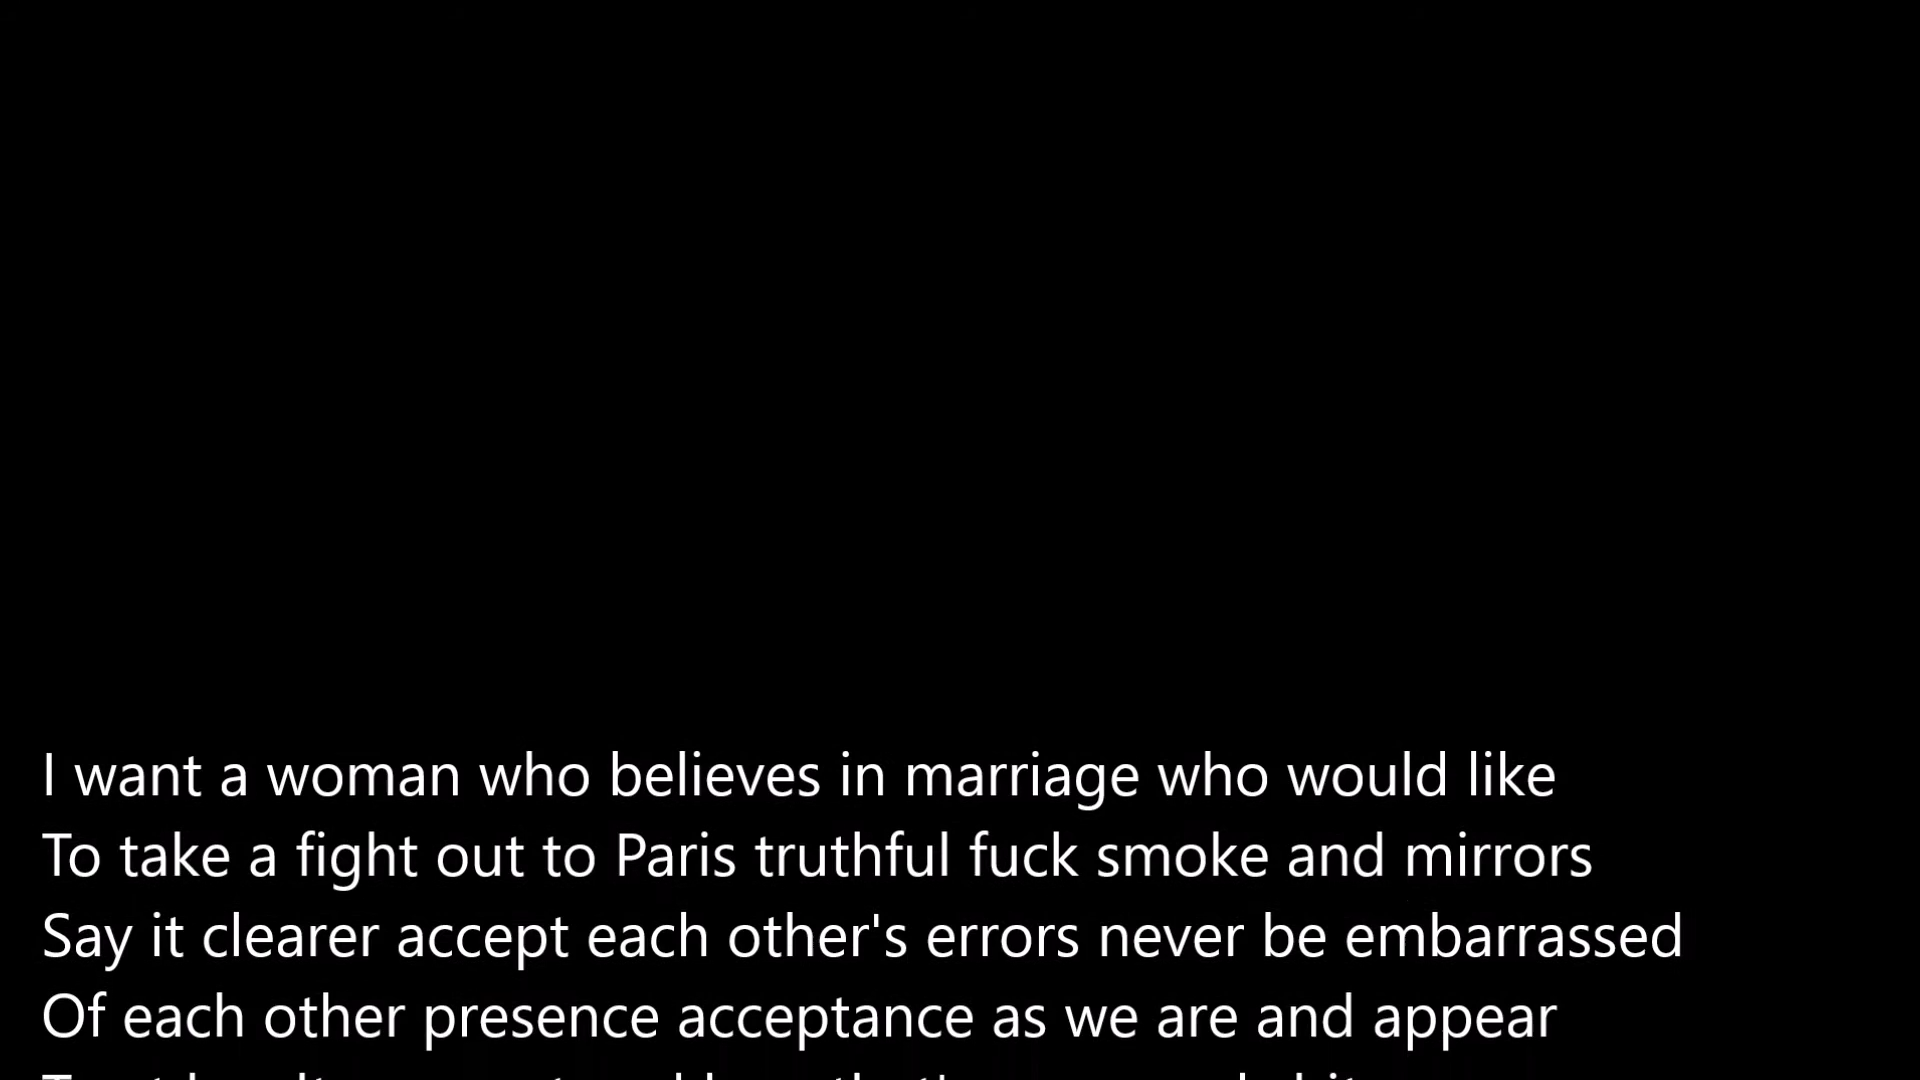 I want a woman who believes in marriage who would like
To take a fight out to Paris truthful fuck smoke and mirrors
Say it clearer accept each other's errors never be embarrassed
Of each other presence acceptance as we are and appear